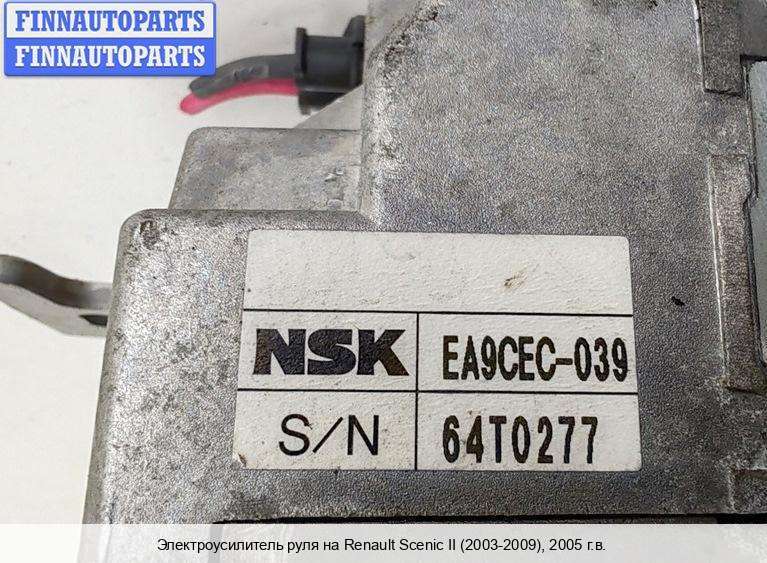 FINNAUTOPARTS
FINNAUTOPARTS
NSK EA9CEC-039
S/N 64T0277
Электроусилитель руля на Renault Scenic II (2003-2009), 2005 г.в.